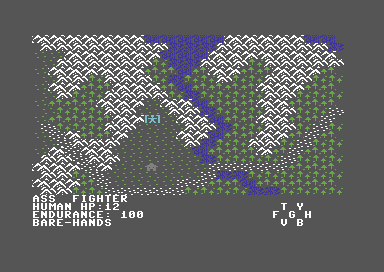 ASS FIGHTER
HUMAN HP:12
ENDURANCE: 100
BARE-HANDS
T Y
F G H
V B